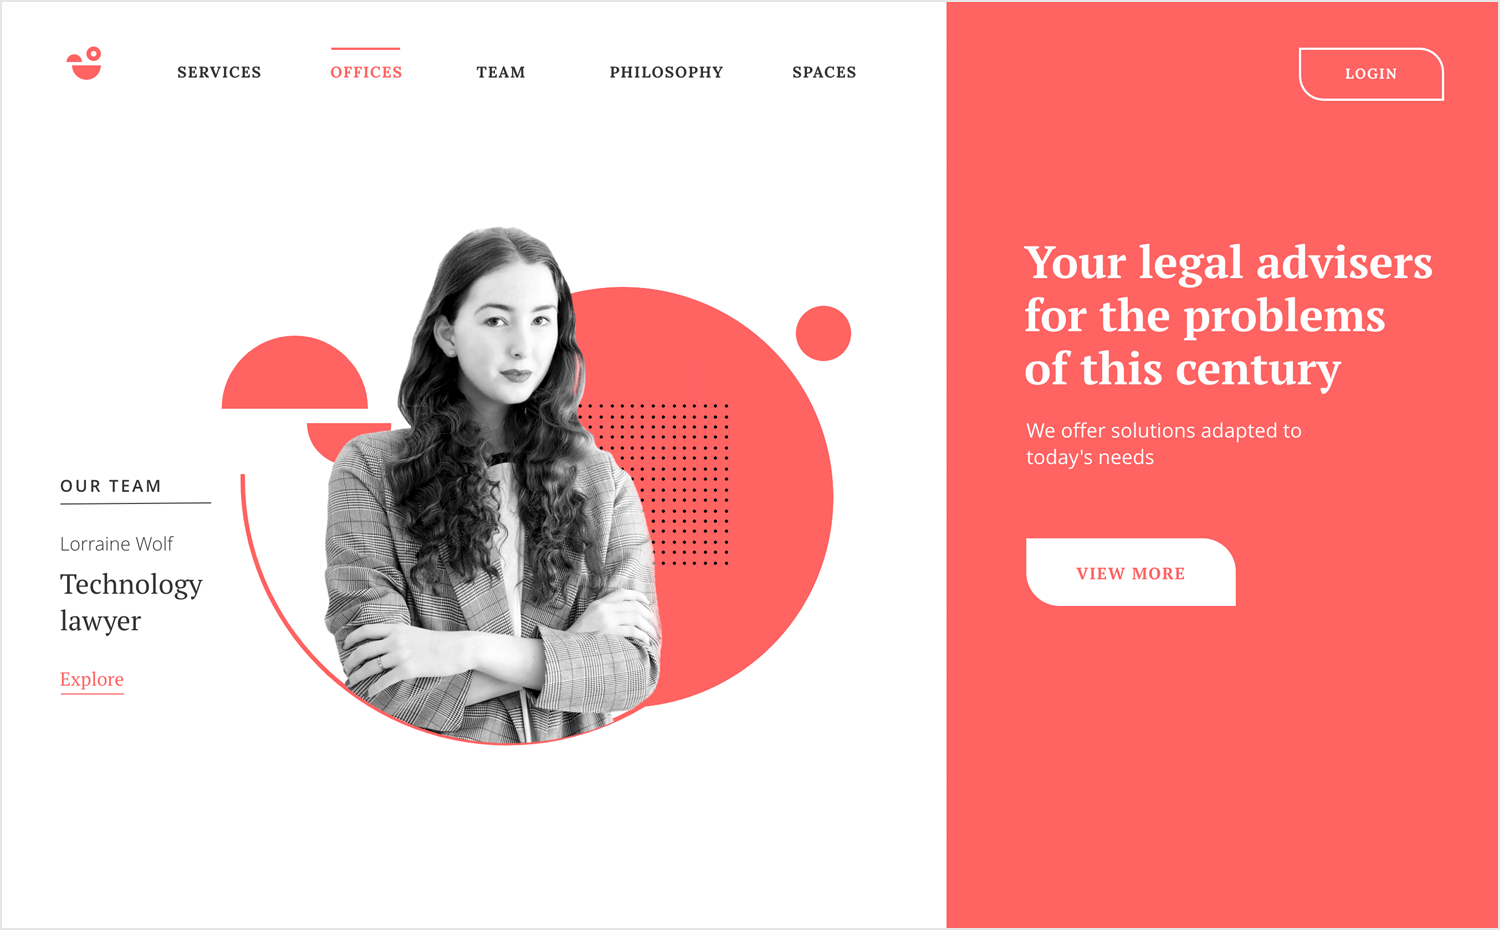 SERVICES
OFFICES
TEAM
PHILOSOPHY
SPACES
LOGIN
OUR TEAM
Lorraine Wolf
Technology
lawyer
Explore
Your legal advisers
for the problems
of this century
We offer solutions adapted to
today's needs
VIEW MORE